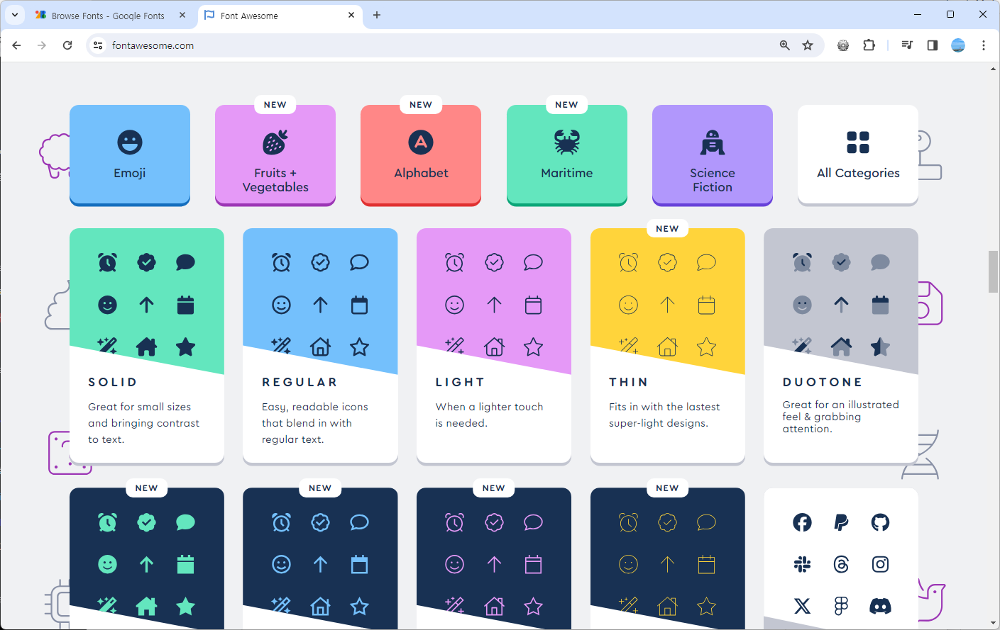 Browse Fonts - Google Fonts
Font Awesome
fontawesome.com
NEW
NEW
NEW
Emoji
Fruits +
Vegetables
Alphabet
Maritime
Science
Fiction
All Categories
NEW
SOLID
Great for small sizes
and bringing contrast
to text.
REGULAR
Easy, readable icons
that blend in with
regular text.
LIGHT
When a lighter touch
is needed.
THIN
Fits in with the lastest
super-light designs.
DUOTONE
Great for an illustrated
feel & grabbing
attention.
NEW
NEW
NEW
NEW